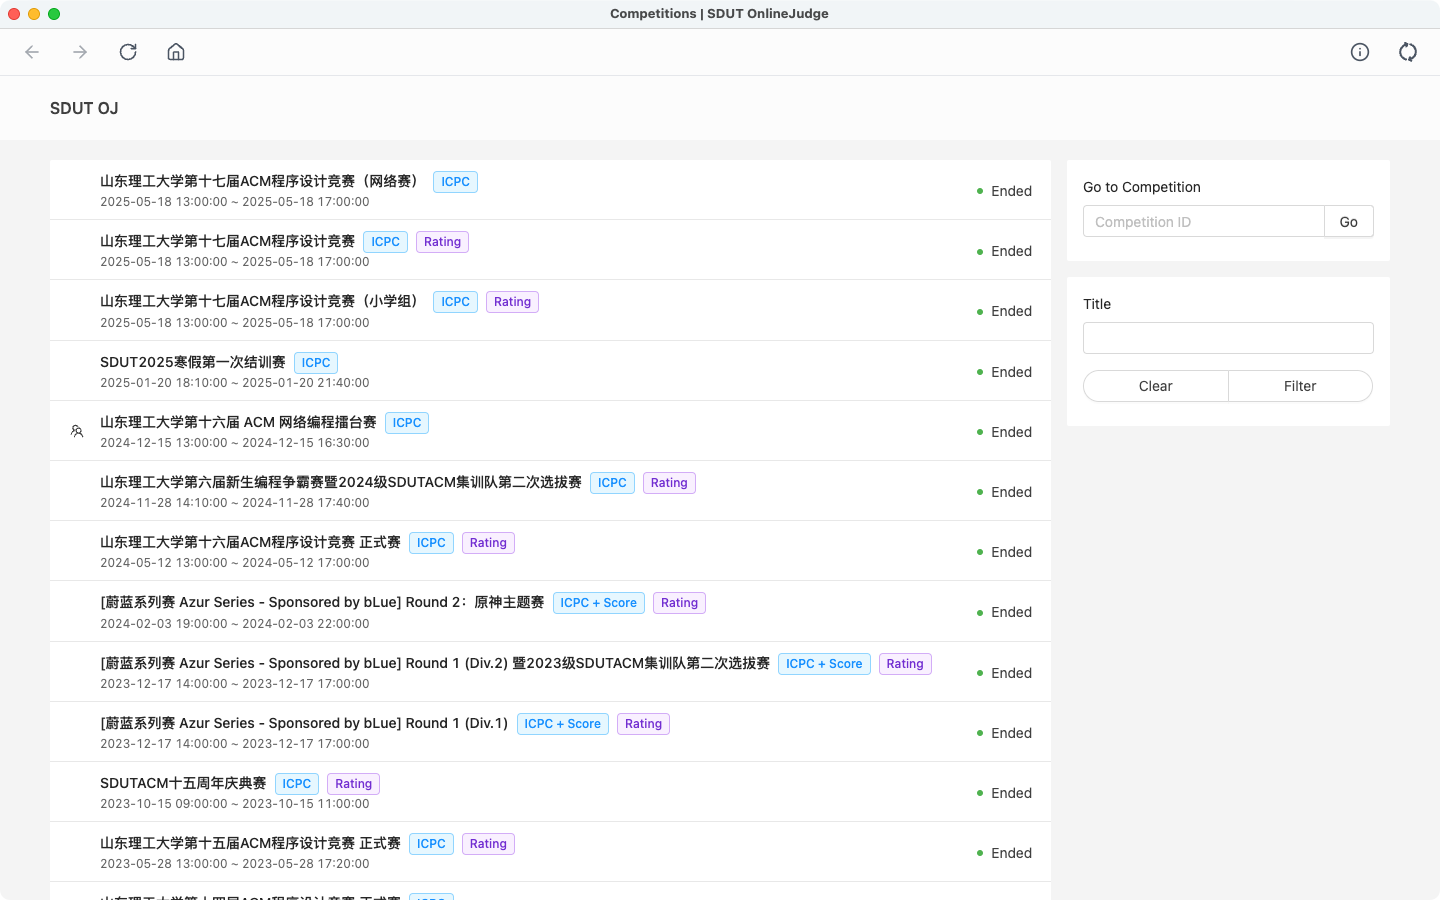 Competitions | SDUT OnlineJudge
SDUT OJ
山东理工大学第十七届ACM程序设计竞赛（网络赛） ICPC
2025-05-18 13:00:00 ~ 2025-05-18 17:00:00
Ended
山东理工大学第十七届ACM程序设计竞赛 ICPC Rating
2025-05-18 13:00:00 ~ 2025-05-18 17:00:00
Ended
山东理工大学第十七届ACM程序设计竞赛（小学组） ICPC Rating
2025-05-18 13:00:00 ~ 2025-05-18 17:00:00
Ended
SDUT2025寒假第一次结训赛 ICPC
2025-01-20 18:10:00 ~ 2025-01-20 21:40:00
Ended
山东理工大学第十六届 ACM 网络编程擂台赛 ICPC
2024-12-15 13:00:00 ~ 2024-12-15 16:30:00
Ended
山东理工大学第六届新生编程争霸赛暨2024级SDUTACM集训队第二次选拔赛 ICPC Rating
2024-11-28 14:10:00 ~ 2024-11-28 17:40:00
Ended
山东理工大学第十六届ACM程序设计竞赛 正式赛 ICPC Rating
2024-05-12 13:00:00 ~ 2024-05-12 17:00:00
Ended
[蔚蓝系列赛 Azur Series - Sponsored by bLue] Round 2：原神主题赛 ICPC + Score Rating
2024-02-03 19:00:00 ~ 2024-02-03 22:00:00
Ended
[蔚蓝系列赛 Azur Series - Sponsored by bLue] Round 1 (Div.2) 暨2023级SDUTACM集训队第二次选拔赛 ICPC + Score Rating
2023-12-17 14:00:00 ~ 2023-12-17 17:00:00
Ended
[蔚蓝系列赛 Azur Series - Sponsored by bLue] Round 1 (Div.1) ICPC + Score Rating
2023-12-17 14:00:00 ~ 2023-12-17 17:00:00
Ended
SDUTACM十五周年庆典赛 ICPC Rating
2023-10-15 09:00:00 ~ 2023-10-15 11:00:00
Ended
山东理工大学第十五届ACM程序设计竞赛 正式赛 ICPC Rating
2023-05-28 13:00:00 ~ 2023-05-28 17:20:00
Ended
Go to Competition
Competition ID Go
Title
Clear Filter